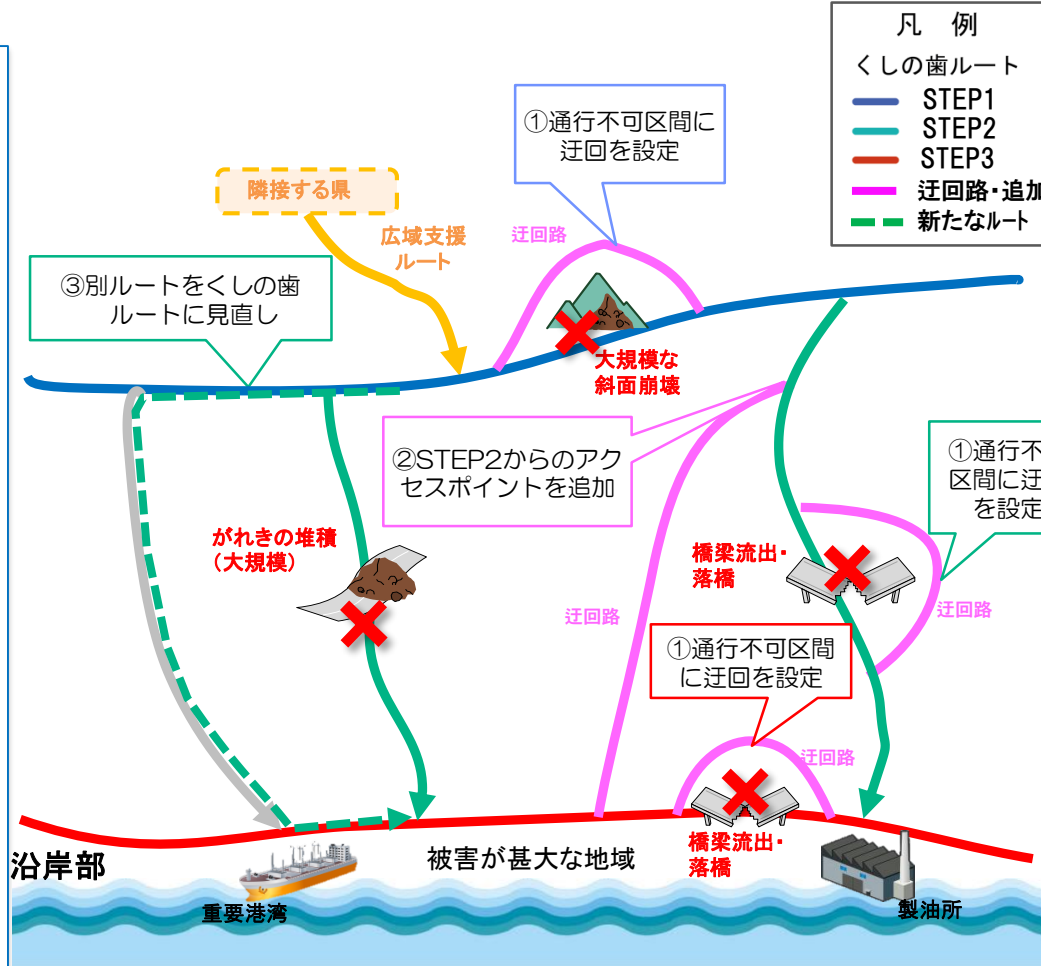 凡 例
くしの歯ルート
STEP1
STEP2
STEP3
迂回路・追加
新たなルート
①通行不可区間に
迂回を設定
隣接する県
広域支援
ルート
迂回路
③別ルートをくしの歯
ルートに見直し
大規模な
斜面崩壊
②STEP2からのアク
セスポイントを追加
①通行不
区間に迂
を設定
がれきの堆積
(大規模)
橋梁流出・
落橋
迂回路
迂回路
①通行不可区間
に迂回を設定
迂回路
橋梁流出・
落橋
沿岸部
被害が甚大な地域
重要港湾
製油所